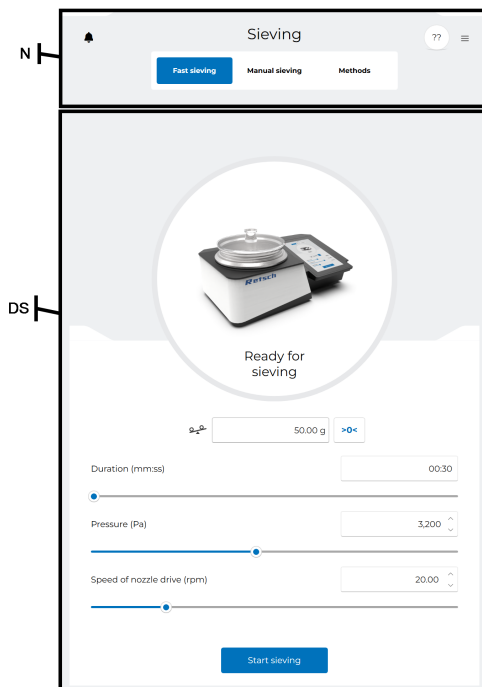 Sieving
??
N
Fast sieving Manual sieving Methods
Retsch
DS
Ready for
sieving
50.00 g >0<
Duration (mm:ss) 00:30
Pressure (Pa) 3,200
Speed of nozzle drive (rpm) 20.00
Start sieving